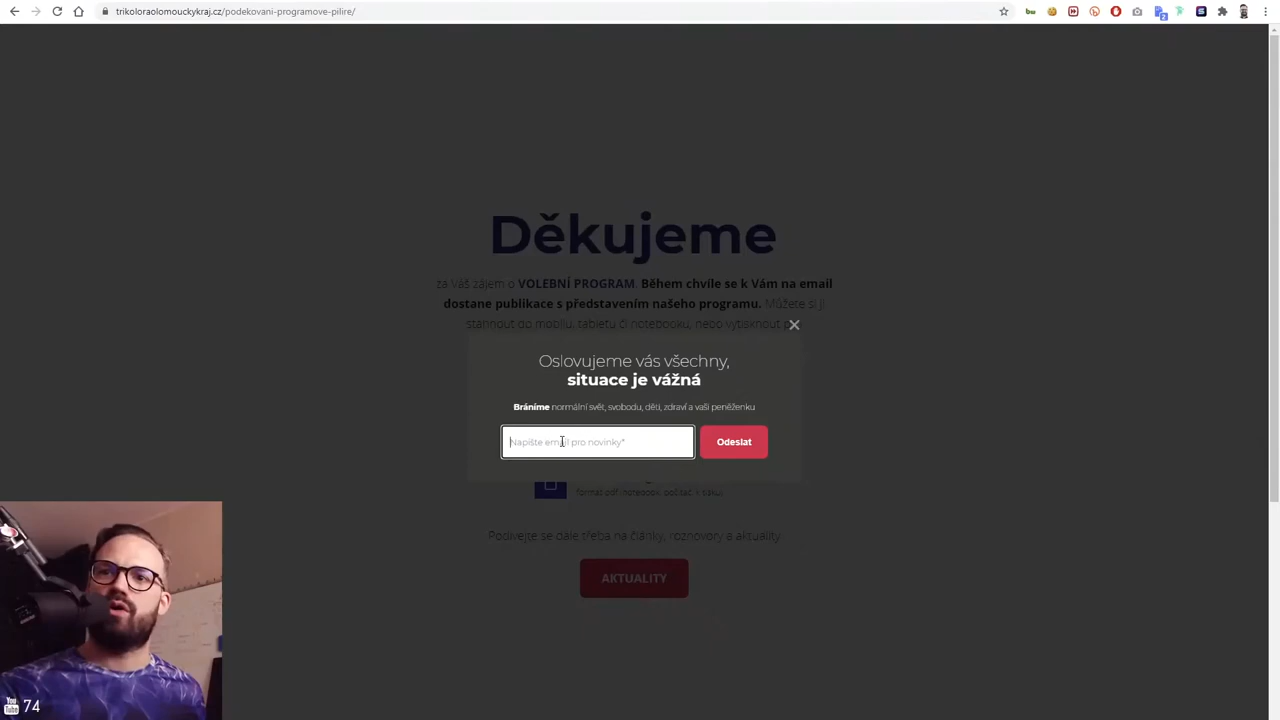 trikoloraolomouckykraj.cz/podekovani-programove-pilire/
2
Děkujeme
za Váš zájem o VOLEBNÍ PROGRAM. Během chvíle se k Vám na email
dostane publikace s představením našeho programu. Můžete si ji
stáhnout do mobilu, tabletu či notebooku, nebo vytisknout
Oslovujeme vás všechny,
situace je vážná
Bráníme normální svět, svobodu, děti, zdraví a vaši peněženku
Napište email pro novinky*
Odeslat
formát pdf, notebook, počítač
Podívejte se dále třeba na články, rozhovory a aktuality
AKTUALITY
You
Tube
74